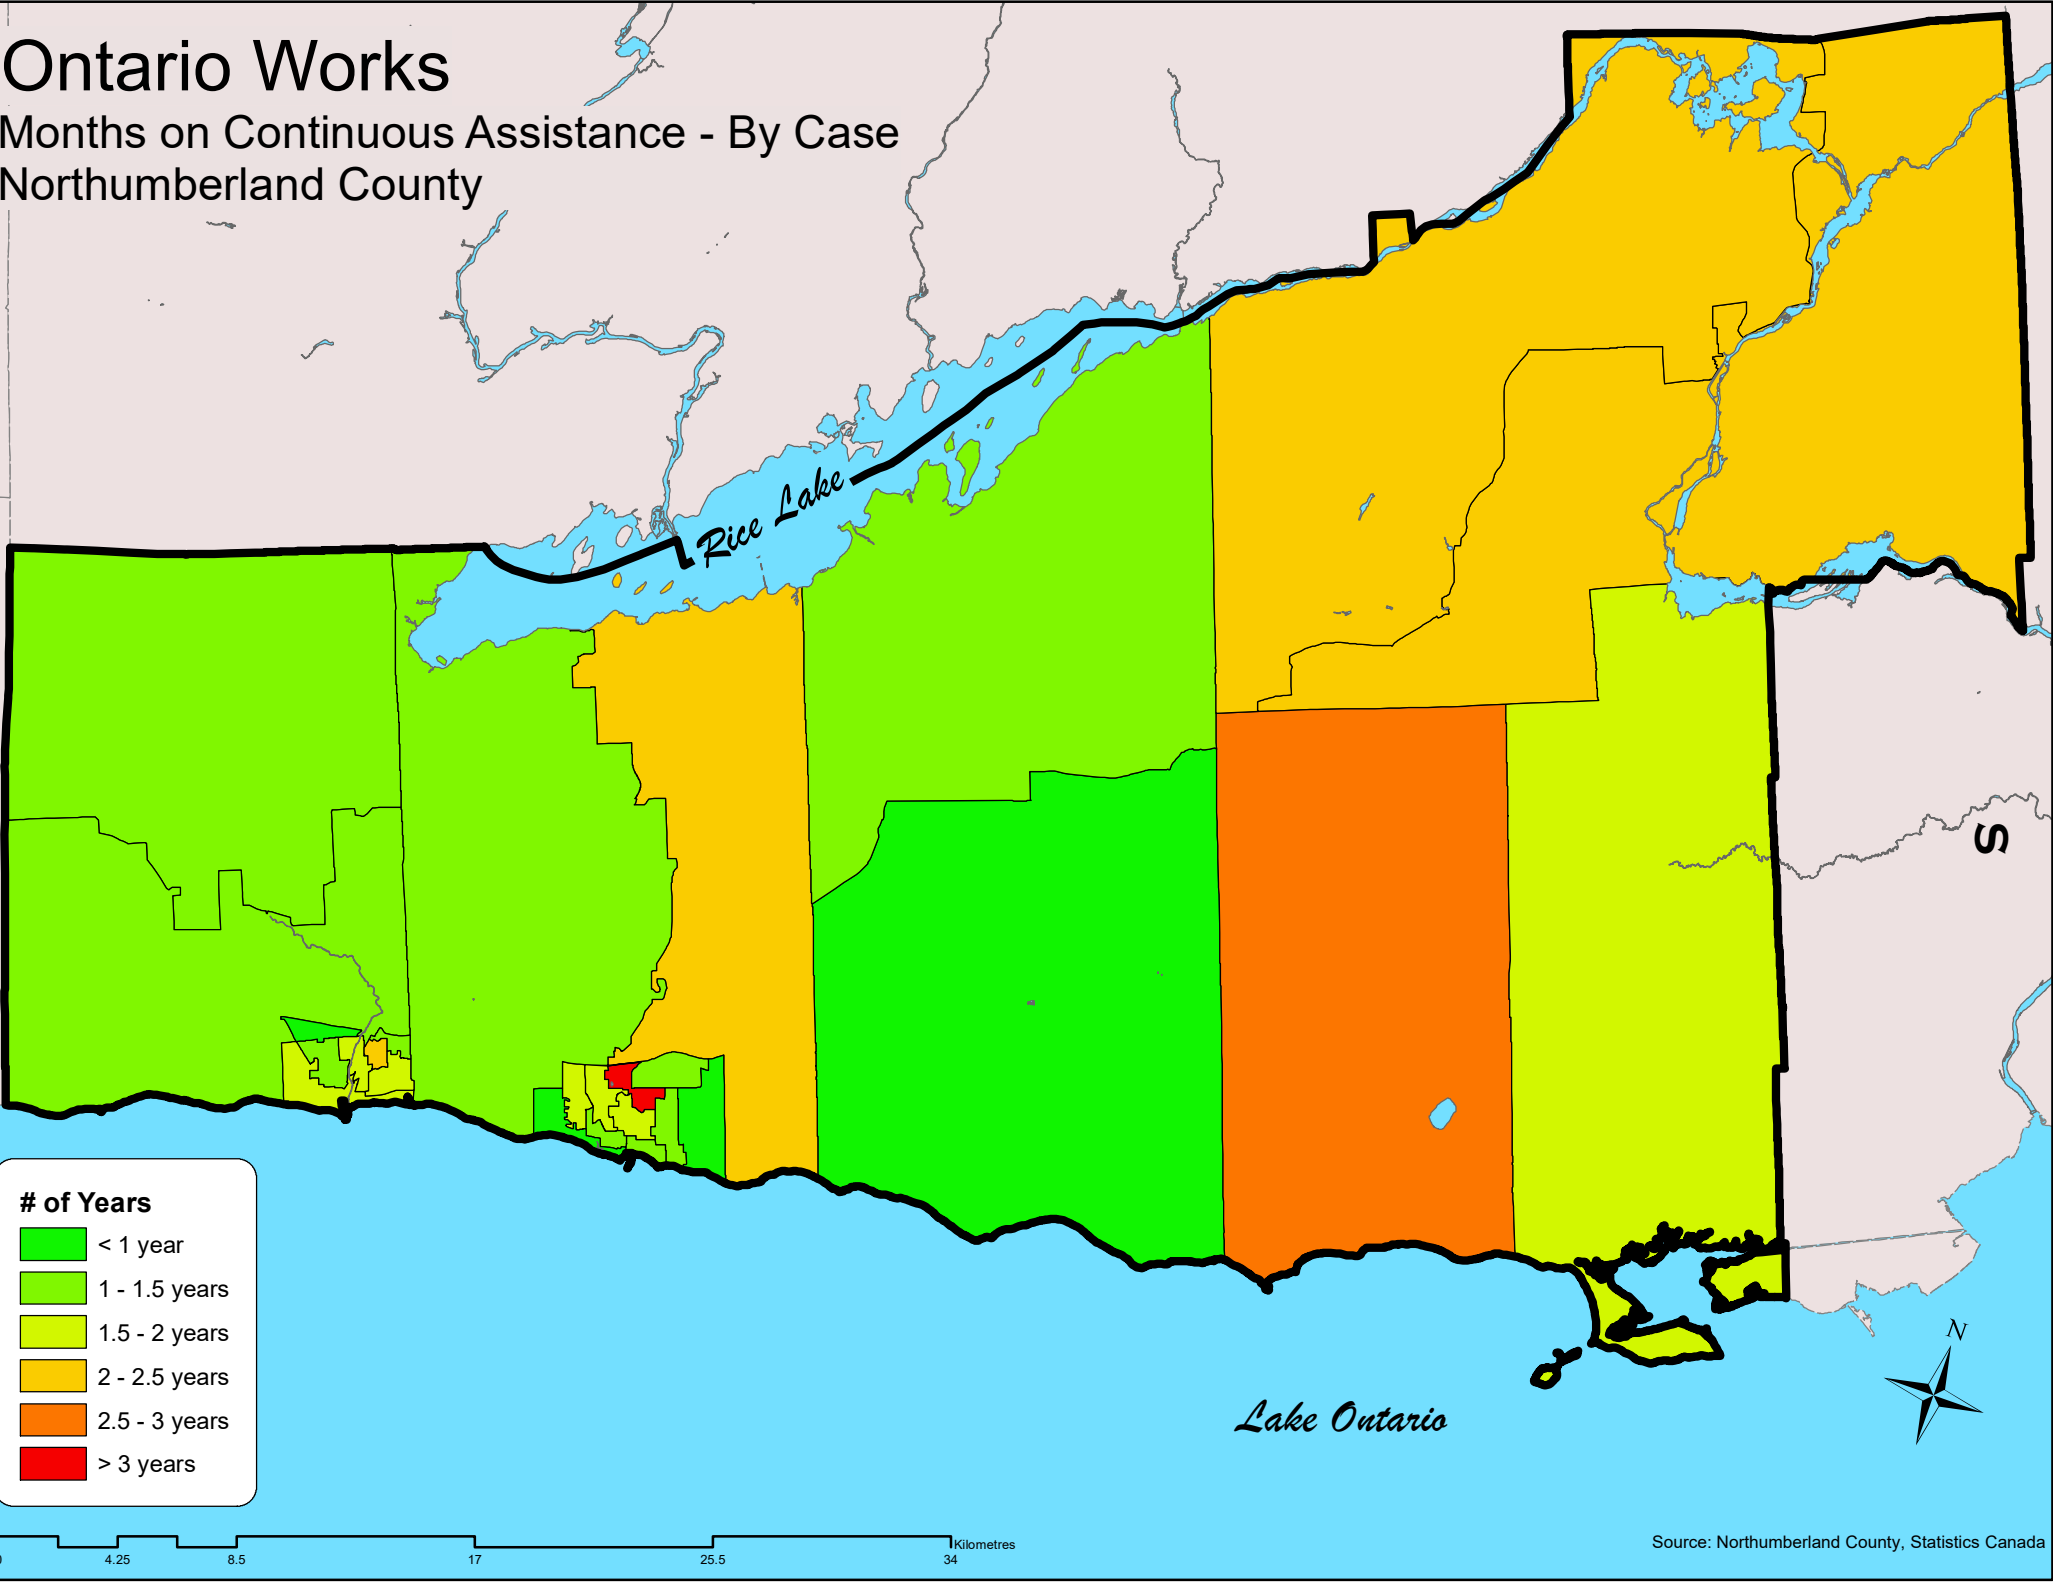 Ontario Works
Months on Continuous Assistance - By Case
Northumberland County
Rice Lake
S
# of Years
< 1 year
1 - 1.5 years
1.5 - 2 years
2 - 2.5 years
2.5 - 3 years
> 3 years
N
Lake Ontario
Kilometres
0 4.25 8.5 17 25.5 34
Source: Northumberland County, Statistics Canada